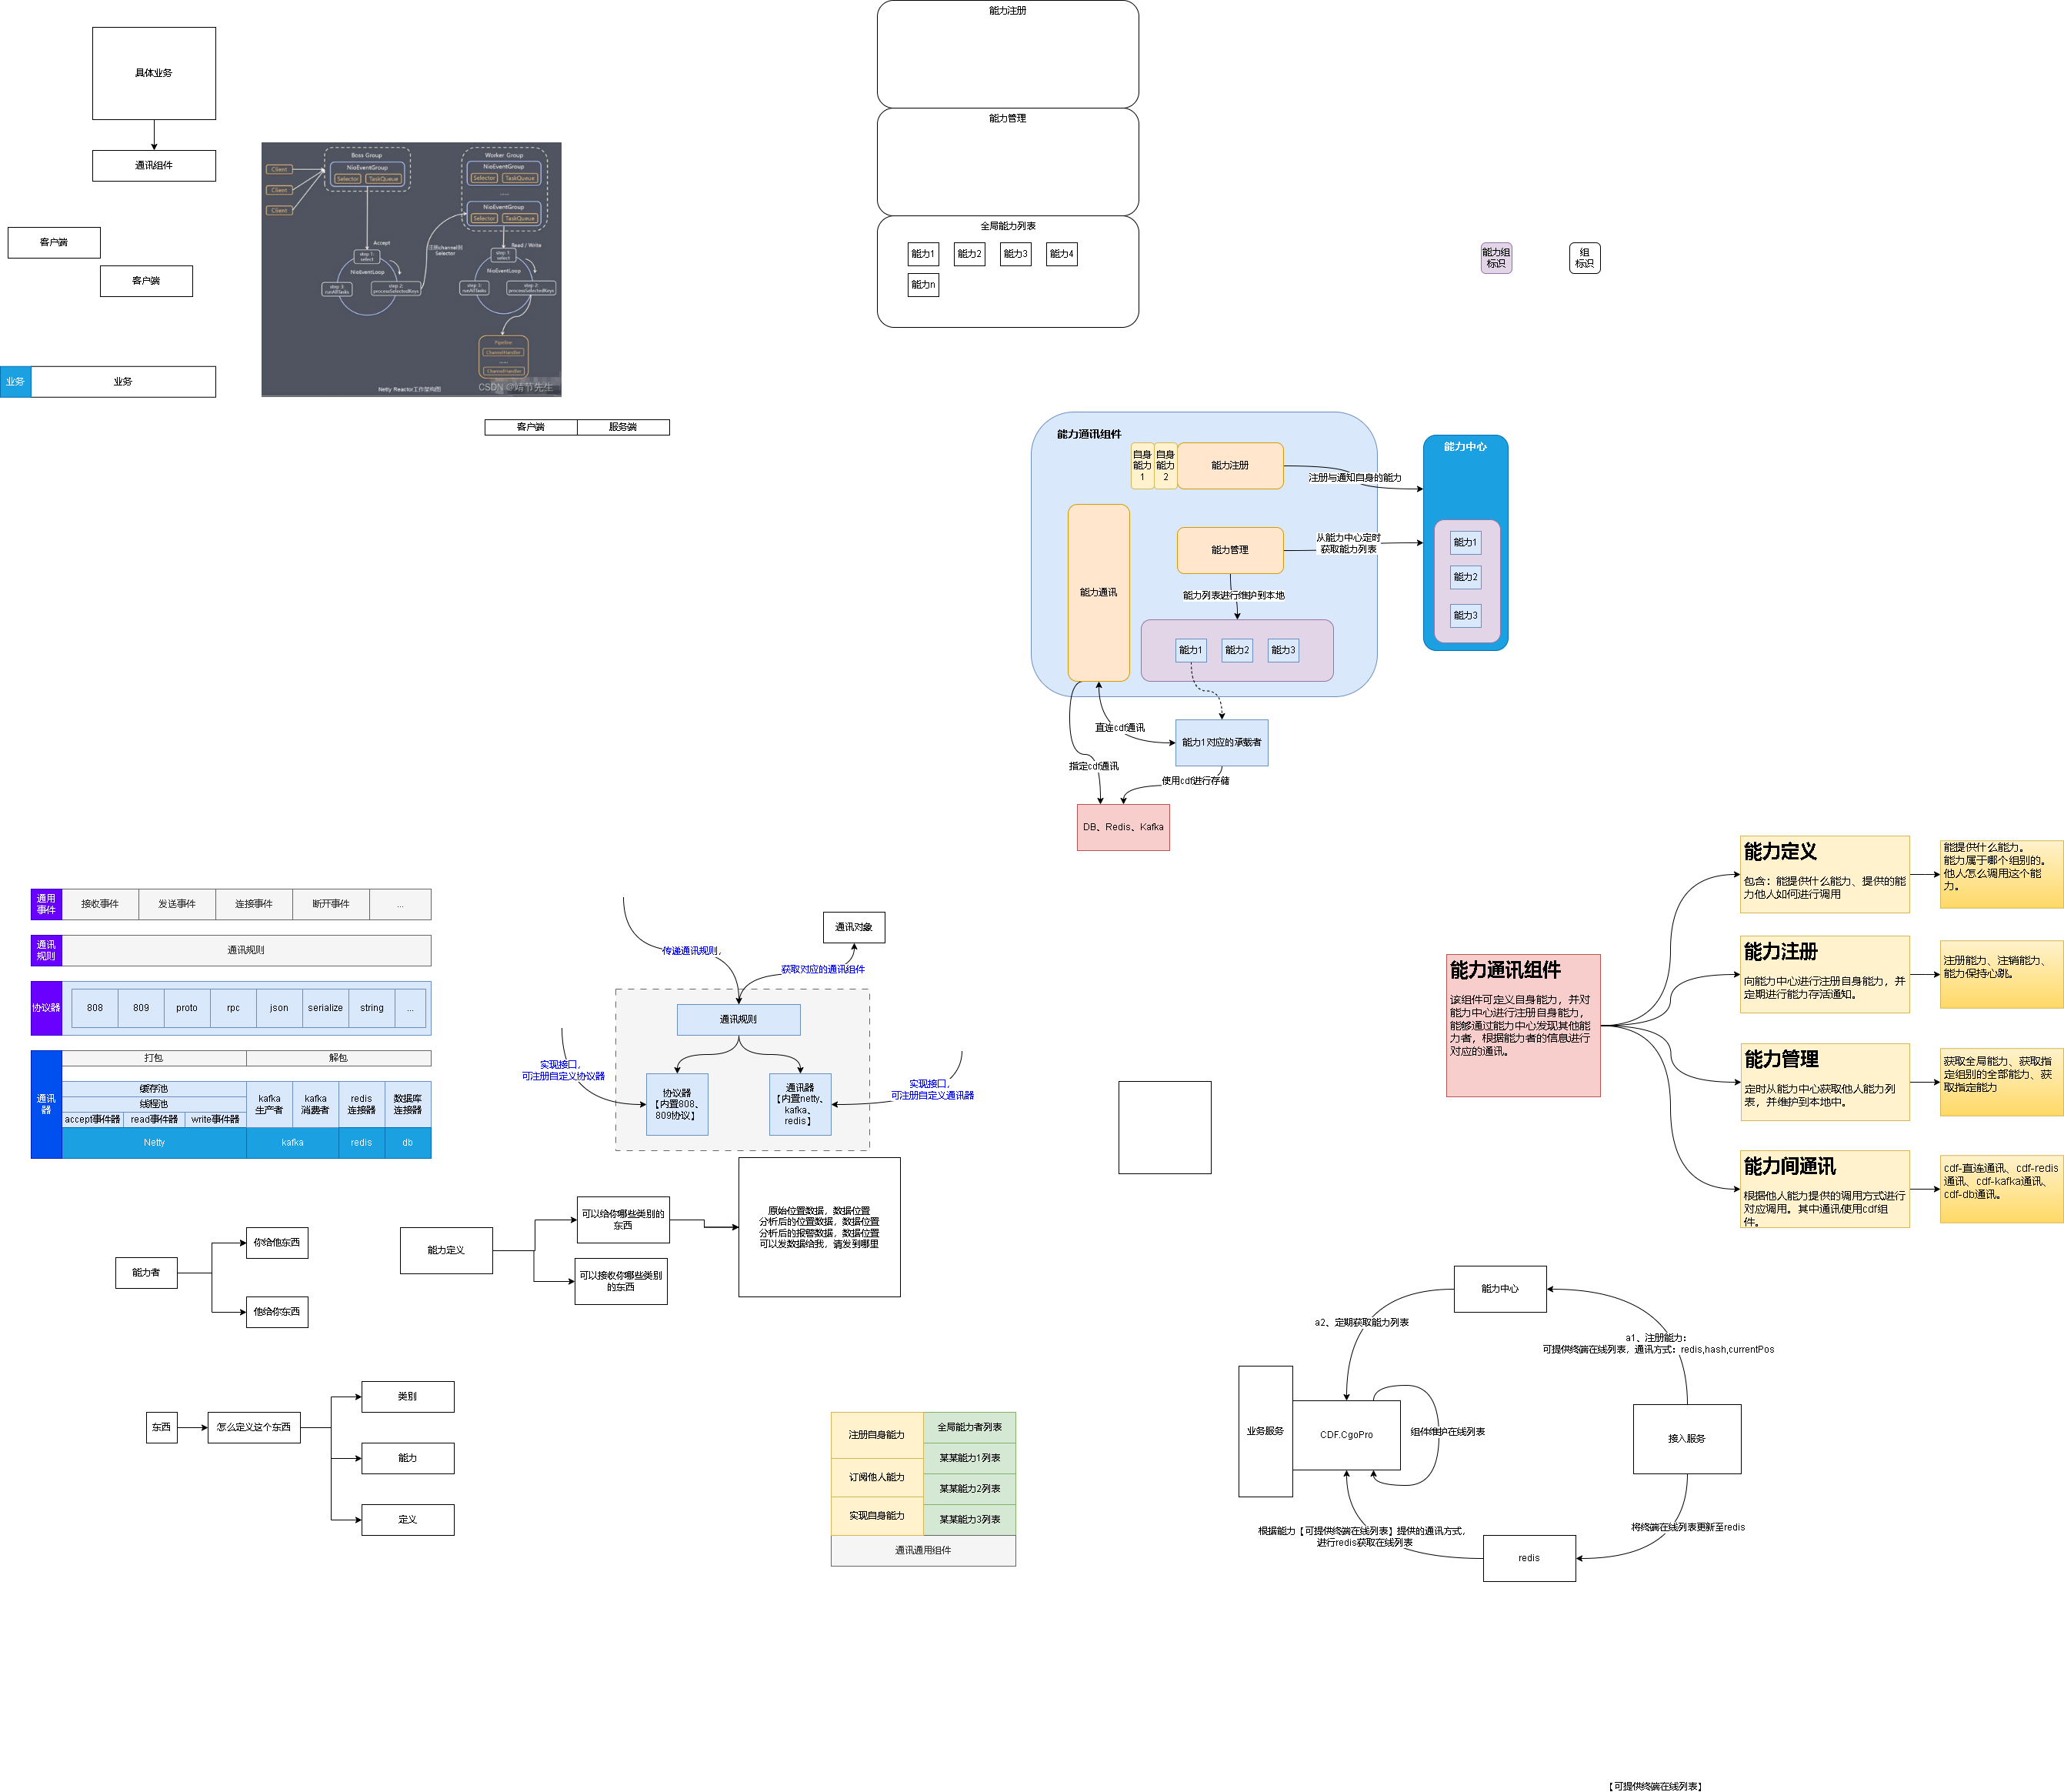 具体业务
通讯组件
客户端
客户端
业务
业务
Boss Group
NioEventGroup
Selector
TaskQueue
Client
Client
Client
Worker Group
NioEventGroup
Selector
TaskQueue
......
NioEventGroup
Selector
TaskQueue
Accept
注册channel到
Selector
Read / Write
step 1:
select
NioEventLoop
step 3:
runAllTasks
step 2:
processSelectedKeys
step 1:
select
NioEventLoop
step 3:
runAllTasks
step 2:
processSelectedKeys
Pipeline
ChannelHandler
......
ChannelHandler
Netty Reactor工作架构图
CSDN @靖节先生
客户端
服务端
能力注册
能力管理
全局能力列表
能力1
能力2
能力3
能力4
能力n
能力组
标识
组
标识
能力通讯组件
自身
能力
1
自身
能力
2
能力注册
注册与通知自身的能力
能力通讯
能力管理
从能力中心定时
获取能力列表
能力列表进行维护到本地
能力1
能力2
能力3
能力中心
能力1
能力2
能力3
直连cdf通讯
能力1对应的承载者
指定cdf通讯
使用cdf进行存储
DB、Redis、Kafka
通用
事件
接收事件
发送事件
连接事件
断开事件
...
通讯
规则
通讯规则
协议器
808
809
proto
rpc
json
serialize
string
...
通讯
器
打包
解包
缓存池
线程池
accept事件器
read事件器
write事件器
kafka
生产者
kafka
消费者
redis
连接器
数据库
连接器
Netty
kafka
redis
db
传递通讯规则，
通讯对象
获取对应的通讯组件
通讯规则
实现接口，
可注册自定义协议器
协议器
【内置808、
809协议】
通讯器
【内置netty、
kafka、
redis】
实现接口，
可注册自定义通讯器
能力通讯组件
该组件可定义自身能力，并对
能力中心进行注册自身能力，
能够通过能力中心发现其他能
力者，根据能力者的信息进行
对应的通讯。
能力定义
包含：能提供什么能力、提供的能
力他人如何进行调用
能提供什么能力。
能力属于哪个组别的。
他人怎么调用这个能
力。
能力注册
向能力中心进行注册自身能力，并
定期进行能力存活通知。
注册能力、注销能力、
能力保持心跳。
能力管理
定时从能力中心获取他人能力列
表，并维护到本地中。
获取全局能力、获取指
定组别的全部能力、获
取指定能力
能力间通讯
根据他人能力提供的调用方式进行
对应调用。其中通讯使用cdf组
件。
cdf-直连通讯、cdf-redis
通讯、cdf-kafka通讯、
cdf-db通讯。
能力者
你给他东西
他给你东西
能力定义
可以给你哪些类别的
东西
可以接收你哪些类别
的东西
原始位置数据，数据位置
分析后的位置数据，数据位置
分析后的报警数据，数据位置
可以发数据给我，请发到哪里
东西
怎么定义这个东西
类别
能力
定义
注册自身能力
订阅他人能力
实现自身能力
全局能力者列表
某某能力1列表
某某能力2列表
某某能力3列表
通讯通用组件
能力中心
a2、定期获取能力列表
a1、注册能力：
可提供终端在线列表，通讯方式：redis,hash,currentPos
业务服务
CDF.CgoPro
组件维护在线列表
接入服务
根据能力【可提供终端在线列表】提供的通讯方式，
进行redis获取在线列表
将终端在线列表更新至redis
redis
【可提供终端在线列表】